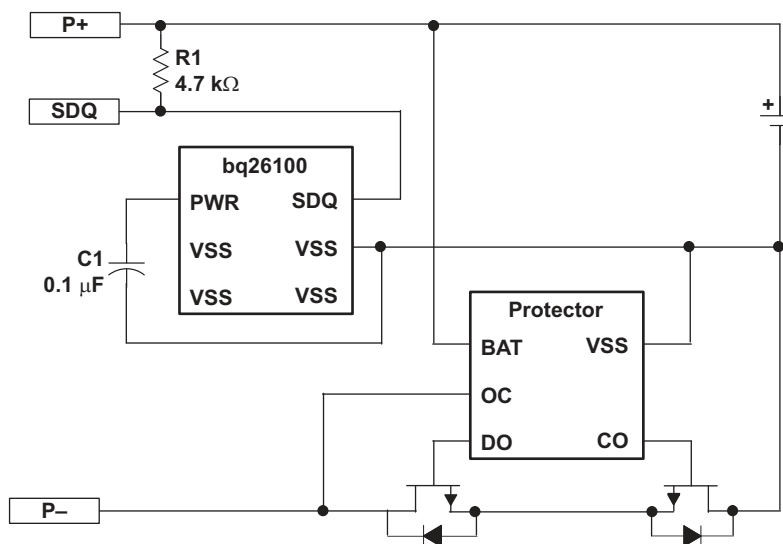 P+
R1
4.7 kΩ
SDQ
+
bq26100
PWR SDQ
C1
0.1 μF
VSS VSS
VSS VSS
Protector
BAT VSS
OC
DO CO
P–